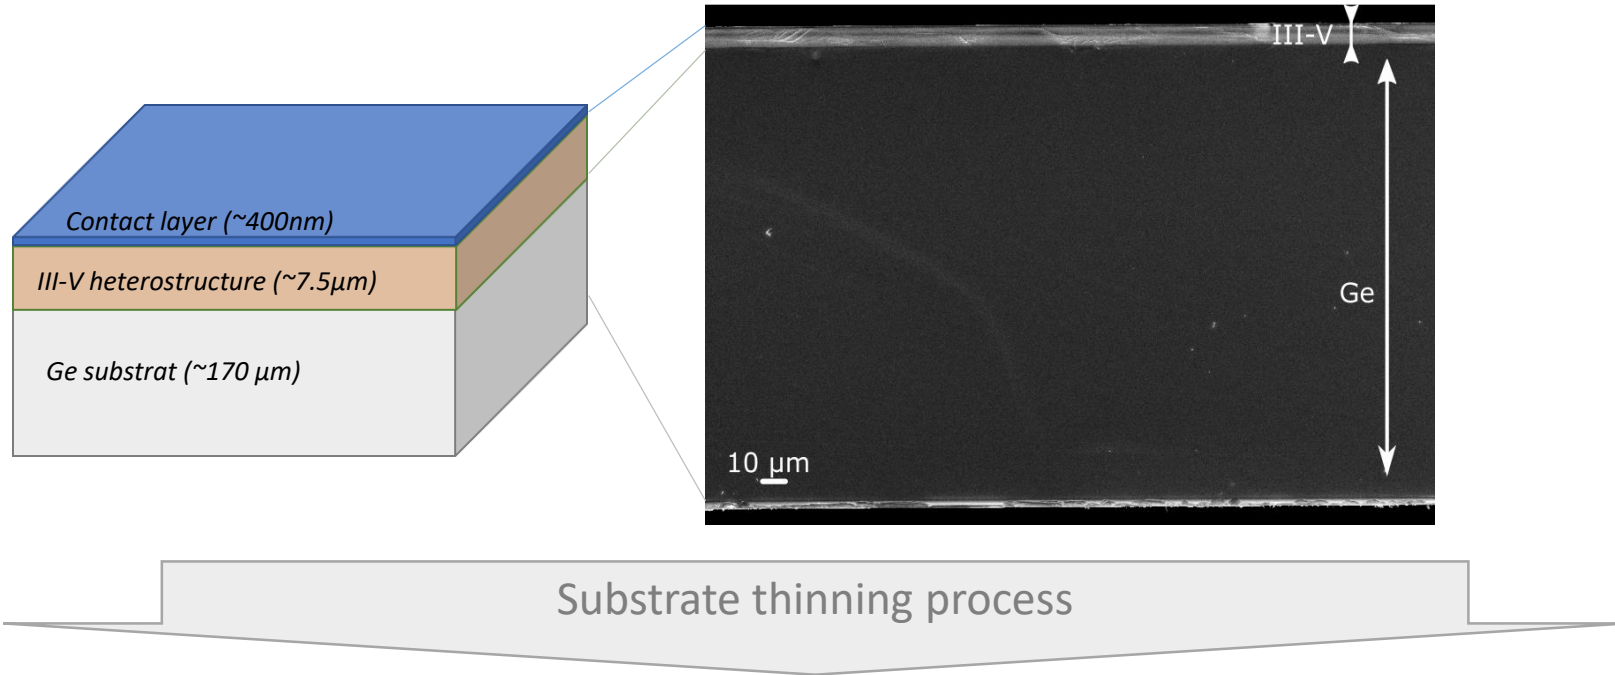 III-V
Contact layer (~400nm)
III-V heterostructure (~7.5µm)
Ge
Ge substrat (~170 µm)
10 µm
Substrate thinning process